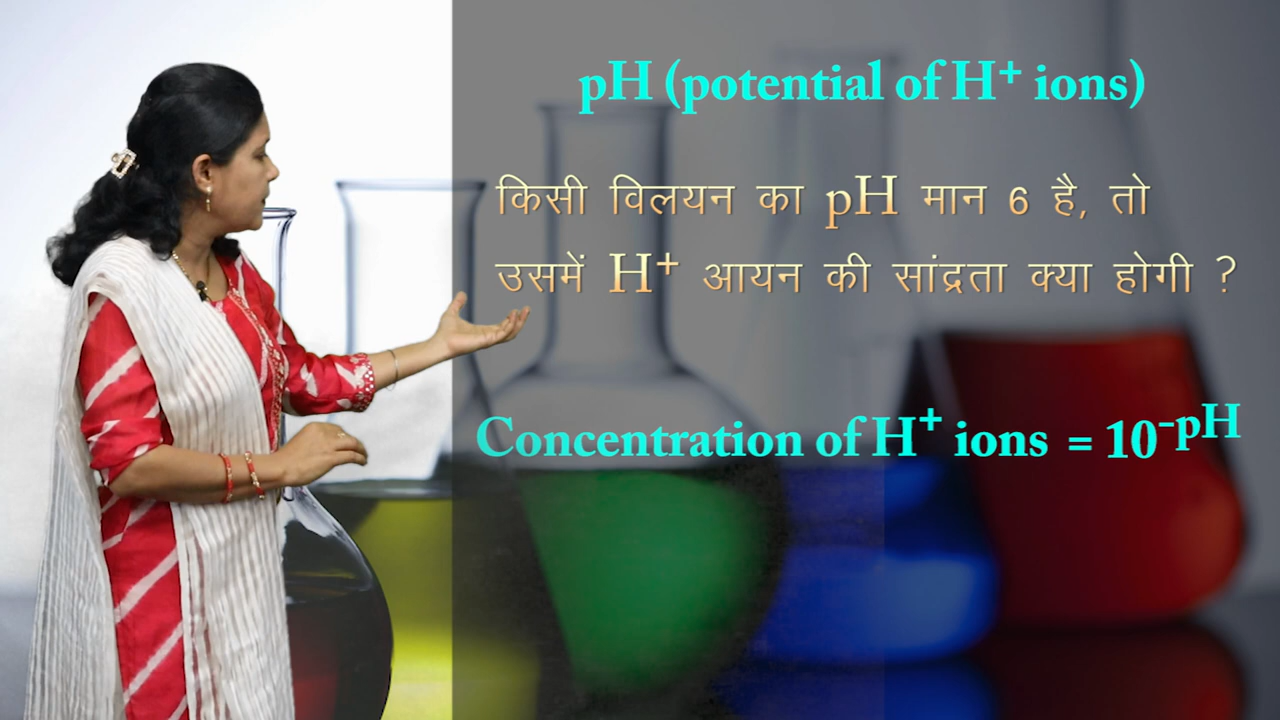 pH (potential of H⁺ ions)
किसी विलयन का pH मान 6 है, तो
उसमें H⁺ आयन की सांद्रता क्या होगी ?
Concentration of H⁺ ions = 10⁻ᵖᴴ